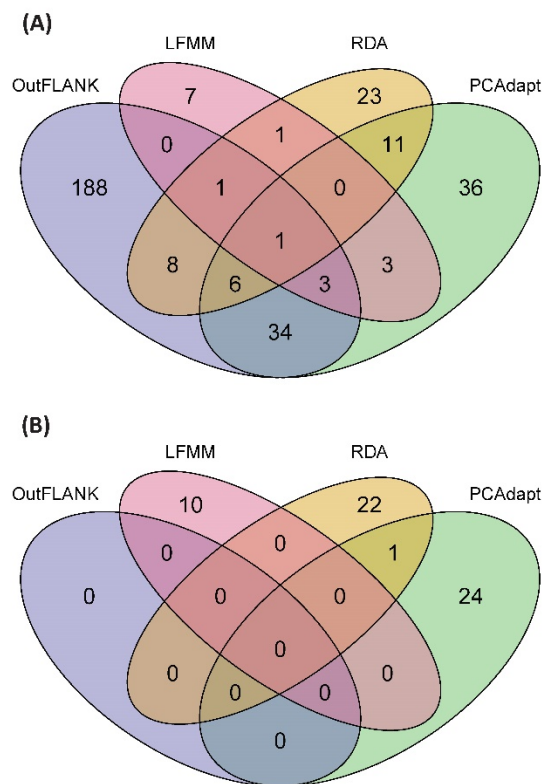 (A)
LFMM RDA
OutFLANK PCAdapt
7 23
0 1 11
188 1 0 36
1
8 6 3 3
34
(B)
LFMM RDA
OutFLANK PCAdapt
10 22
0 0 1
0 0 0 24
0
0 0 0 0
0